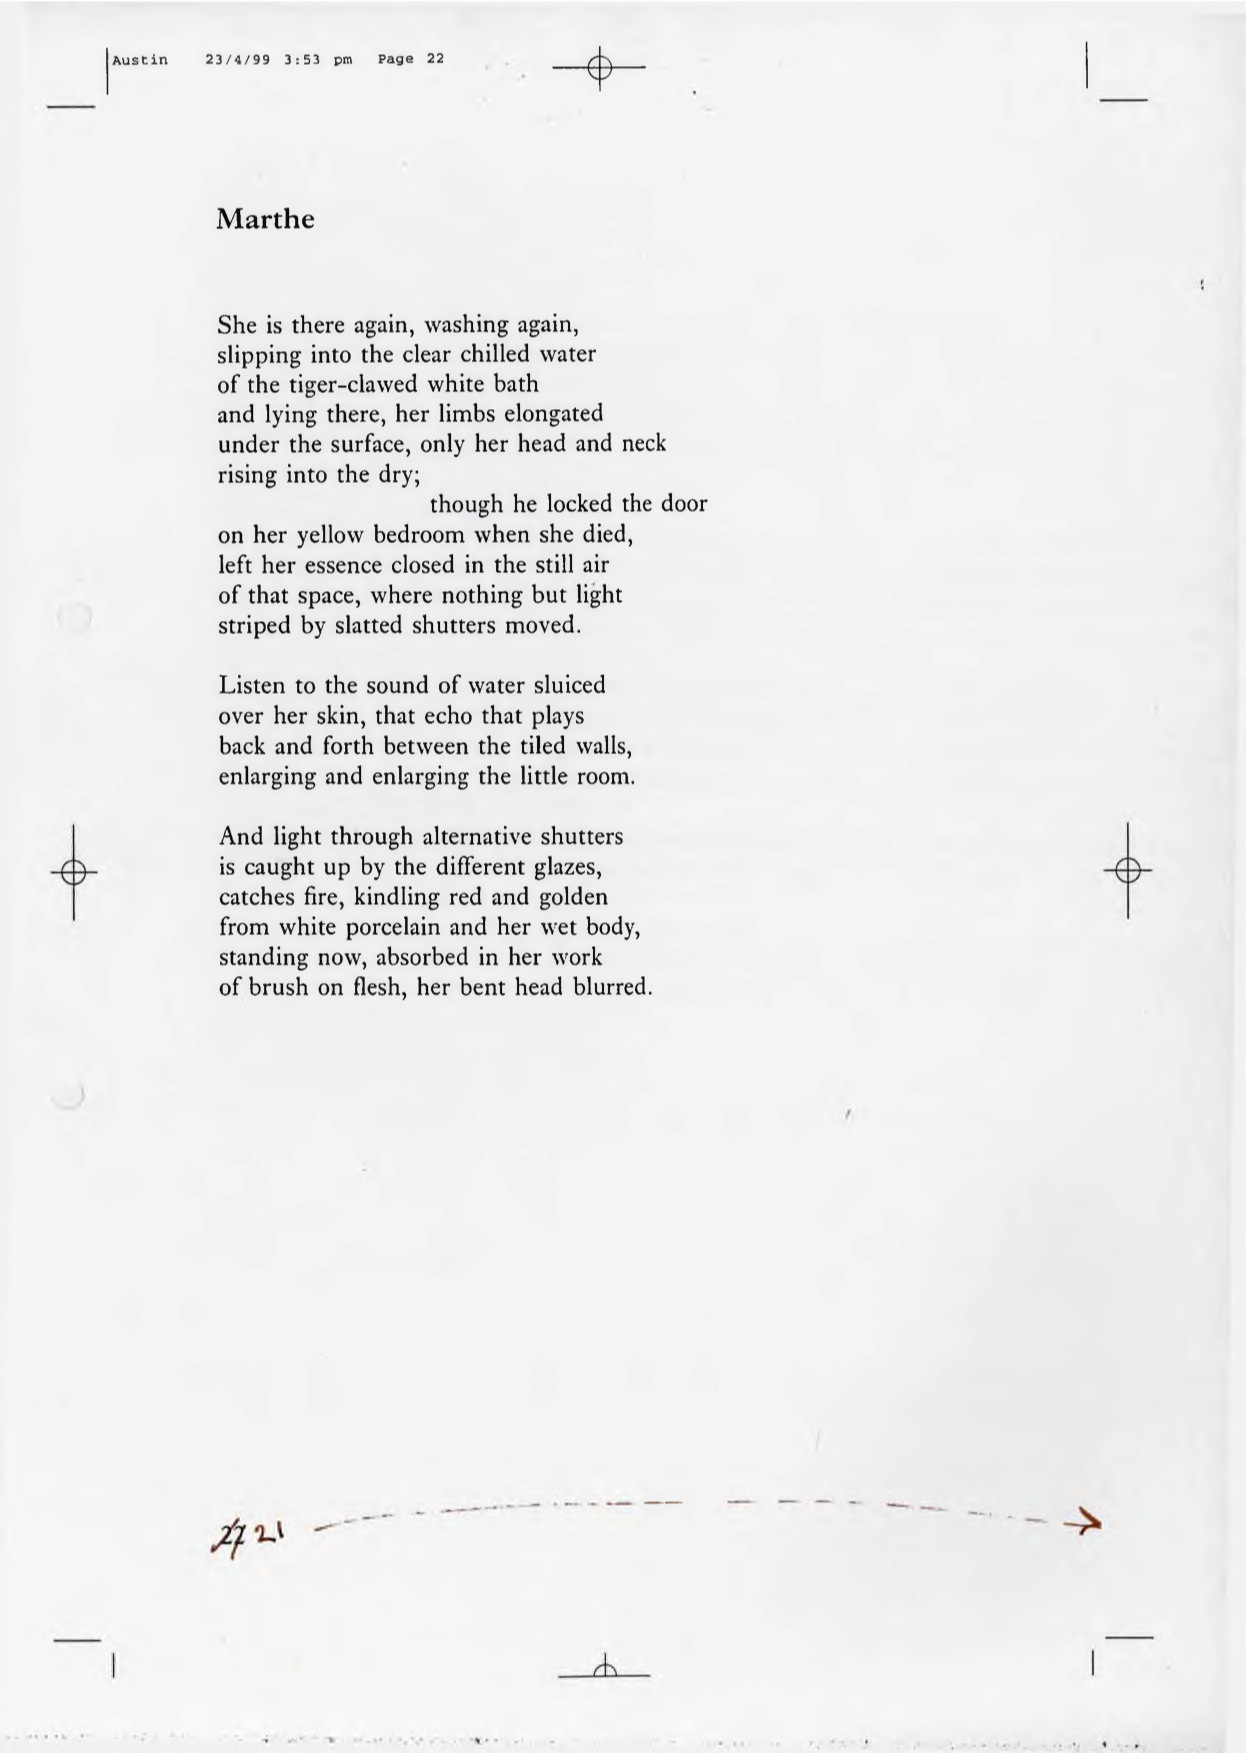 Austin 23/4/99 3:53 pm Page 22
Marthe
She is there again, washing again,
slipping into the clear chilled water
of the tiger-clawed white bath
and lying there, her limbs elongated
under the surface, only her head and neck
rising into the dry;
though he locked the door
on her yellow bedroom when she died,
left her essence closed in the still air
of that space, where nothing but light
striped by slatted shutters moved.
Listen to the sound of water sluiced
over her skin, that echo that plays
back and forth between the tiled walls,
enlarging and enlarging the little room.
And light through alternative shutters
is caught up by the different glazes,
catches fire, kindling red and golden
from white porcelain and her wet body,
standing now, absorbed in her work
of brush on flesh, her bent head blurred.
21